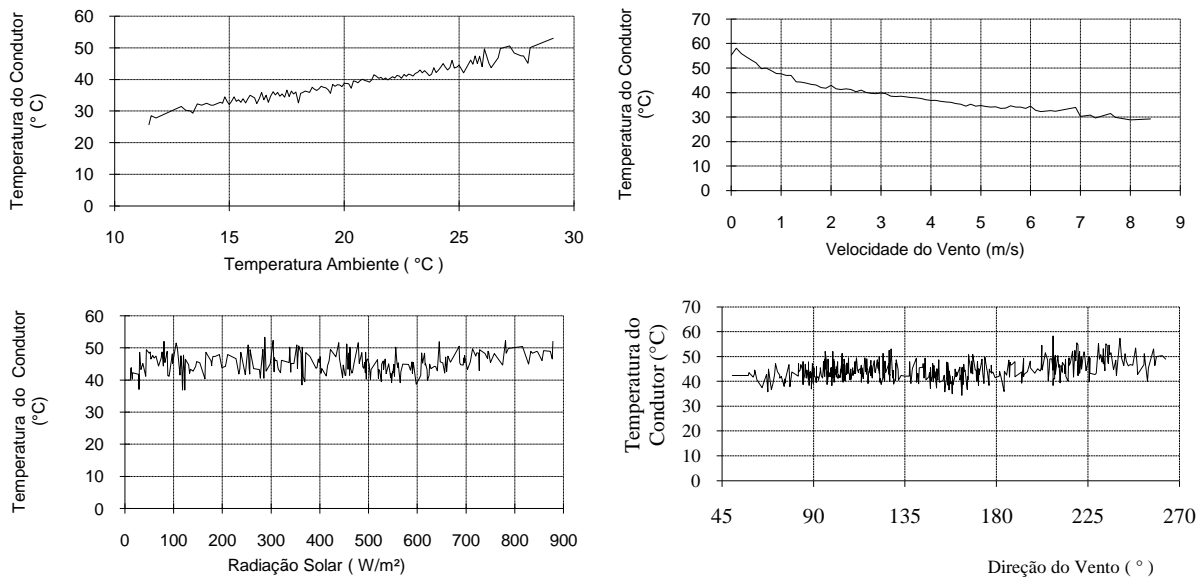 Temperatura do Condutor
(° C)
60
50
40
30
20
10
0
10 15 20 25 30
Temperatura Ambiente ( °C )
Temperatura do Condutor
(°C)
70
60
50
40
30
20
10
0
0 1 2 3 4 5 6 7 8 9
Velocidade do Vento (m/s)
Temperatura do Condutor
(°C)
60
50
40
30
20
10
0
0 100 200 300 400 500 600 700 800 900
Radiação Solar ( W/m²)
Temperatura do
Condutor (°C)
70
60
50
40
30
20
10
0
45 90 135 180 225 270
Direção do Vento ( ° )